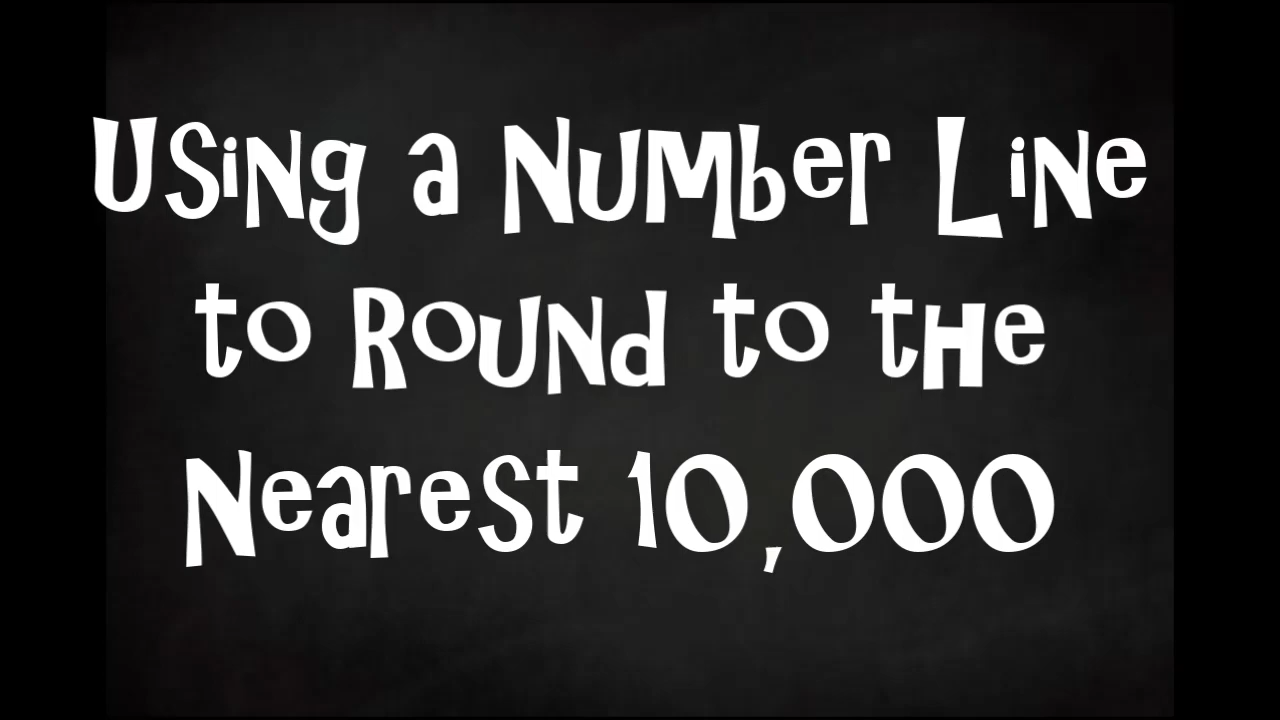 Using a Number Line
to Round to the
Nearest 10,000